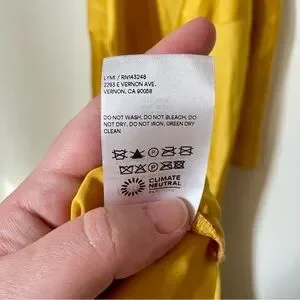 LYMI / RN143248
2263 E VERNON AVE.
VERNON, CA 90058
DO NOT WASH, DO NOT BLEACH, DO
NOT DRY, DO NOT IRON, GREEN DRY
CLEAN
CLIMATE
NEUTRAL